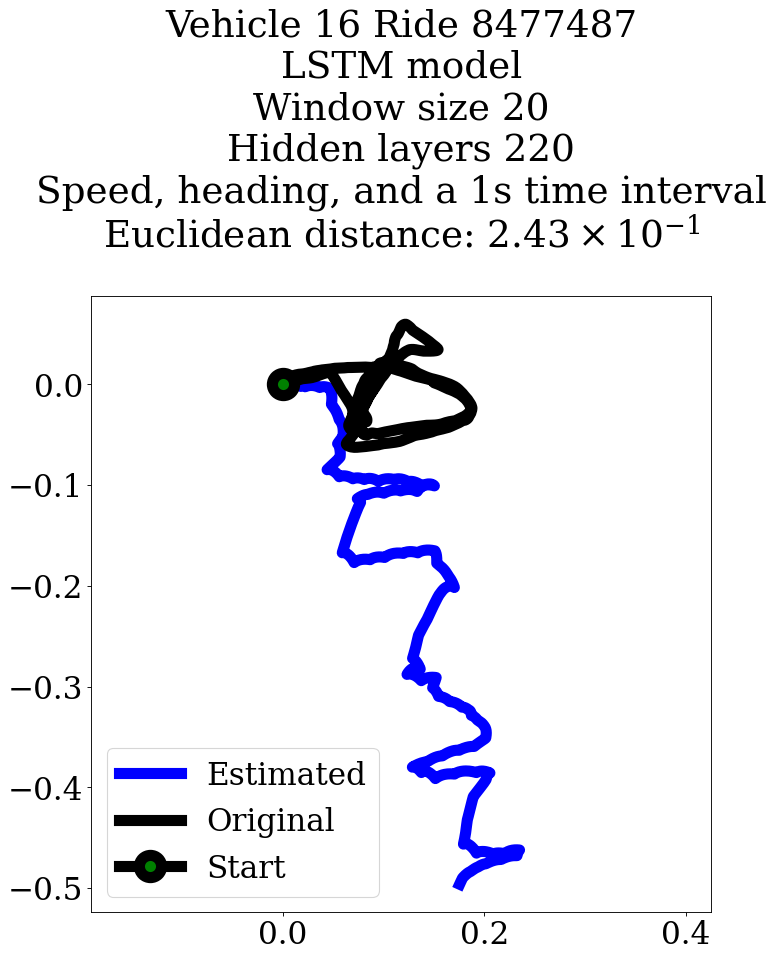 Vehicle 16 Ride 8477487
LSTM model
Window size 20
Hidden layers 220
Speed, heading, and a 1s time interval
Euclidean distance: 2.43 × 10⁻¹
0.0
−0.1
−0.2
−0.3
−0.4
−0.5
Estimated
Original
Start
0.0 0.2 0.4